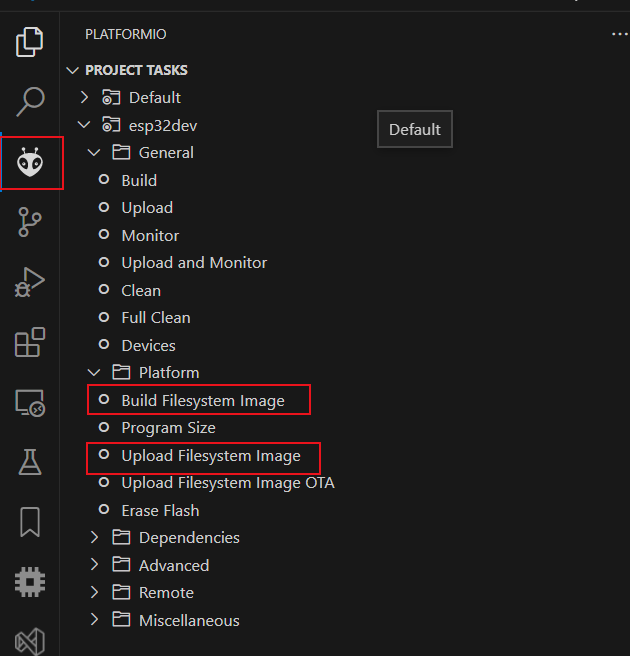 PLATFORMIO
PROJECT TASKS
Default
esp32dev
Default
General
Build
Upload
Monitor
Upload and Monitor
Clean
Full Clean
Devices
Platform
Build Filesystem Image
Program Size
Upload Filesystem Image
Upload Filesystem Image OTA
Erase Flash
Dependencies
Advanced
Remote
Miscellaneous